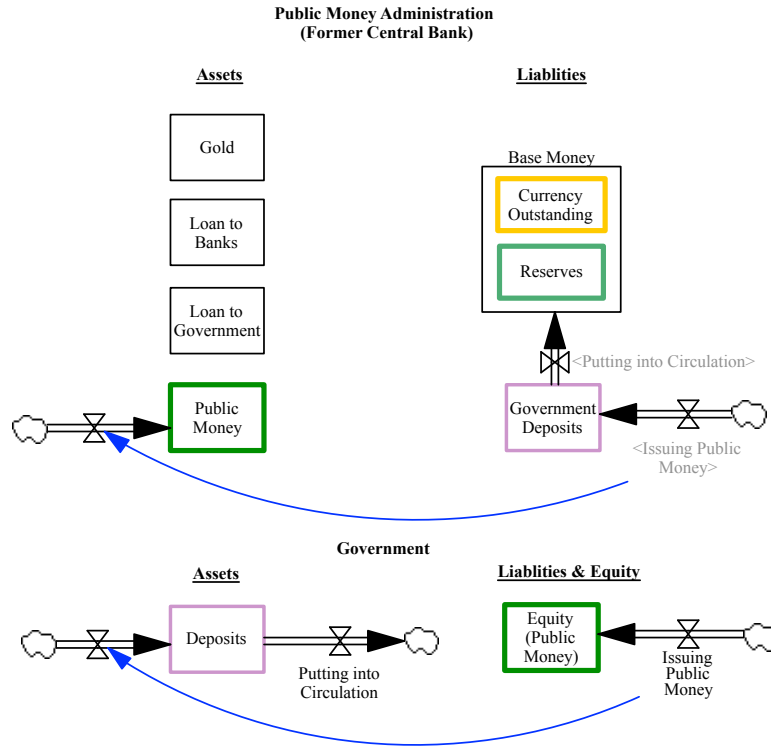 Public Money Administration
(Former Central Bank)
Assets
Liablities
Gold
Base Money
Currency
Outstanding
Loan to
Banks
Reserves
Loan to
Government
<Putting into Circulation>
Public
Money
Government
Deposits
<Issuing Public
Money>
Government
Assets
Liablities & Equity
Deposits
Putting into
Circulation
Equity
(Public
Money)
Issuing
Public
Money